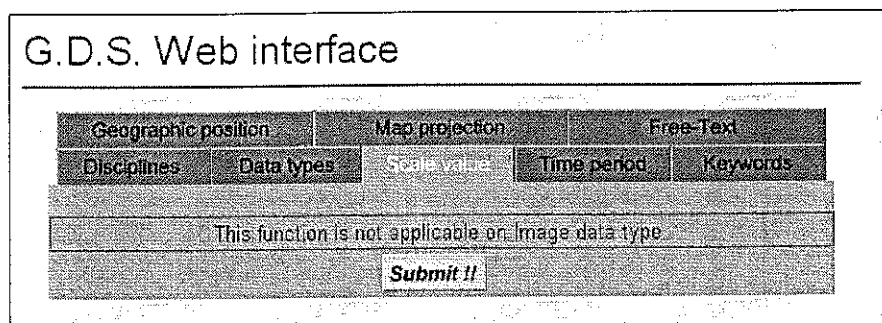 G.D.S. Web interface
Geographic position Map projection Free-Text
Disciplines Data types Scale value Time period Keywords
This function is not applicable on Image data type
Submit !!